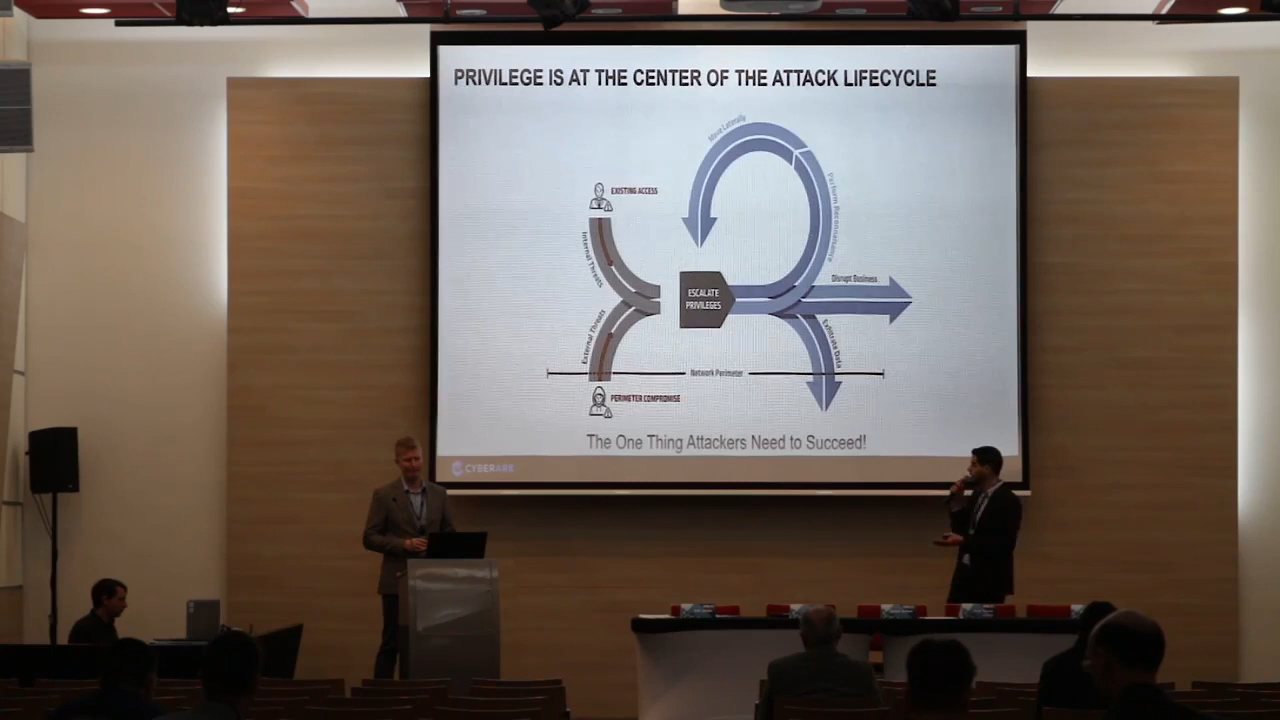 PRIVILEGE IS AT THE CENTER OF THE ATTACK LIFECYCLE
Move Laterally
Perform Reconnaissance
EXISTING ACCESS
Internal Threats
ESCALATE
PRIVILEGES
Disrupt Business
External Threats
Exfiltrate Data
Network Perimeter
PERIMETER COMPROMISE
The One Thing Attackers Need to Succeed!
CYBERARK